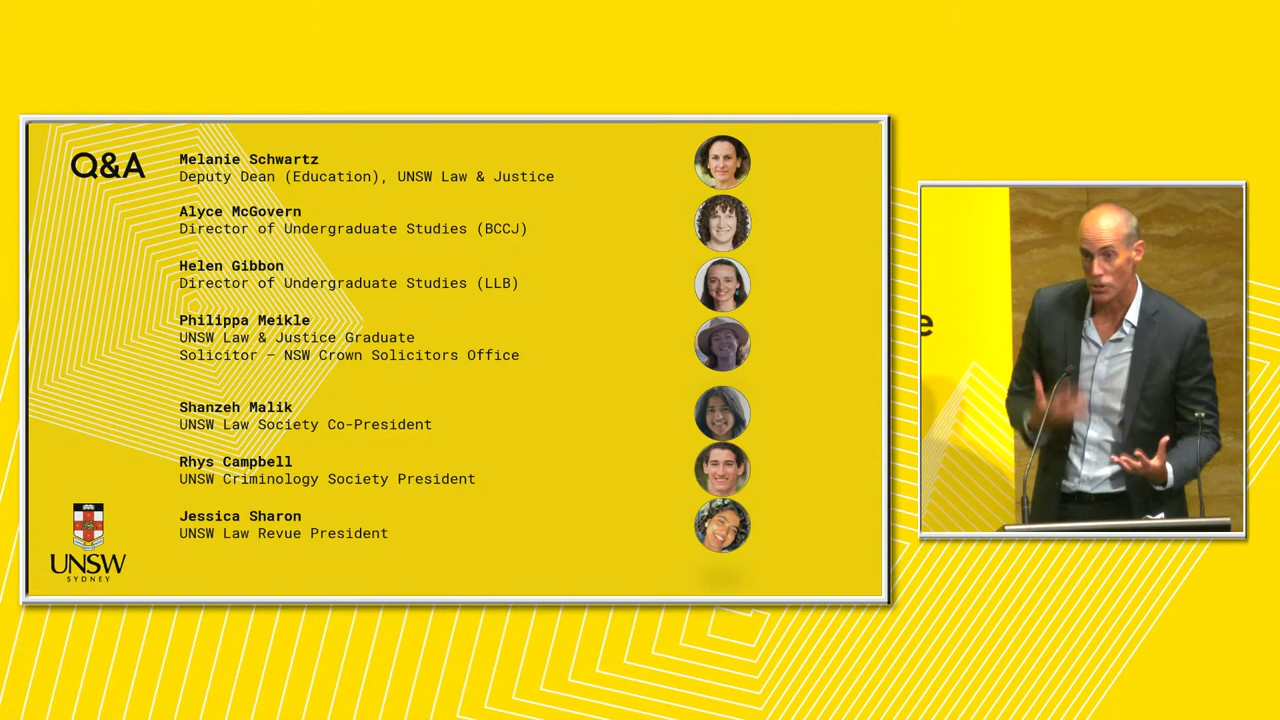 Q&A
Melanie Schwartz
Deputy Dean (Education), UNSW Law & Justice
Alyce McGovern
Director of Undergraduate Studies (BCCJ)
Helen Gibbon
Director of Undergraduate Studies (LLB)
Philippa Meikle
UNSW Law & Justice Graduate
Solicitor – NSW Crown Solicitors Office
Shanzeh Malik
UNSW Law Society Co-President
Rhys Campbell
UNSW Criminology Society President
Jessica Sharon
UNSW Law Revue President
UNSW
SYDNEY
e